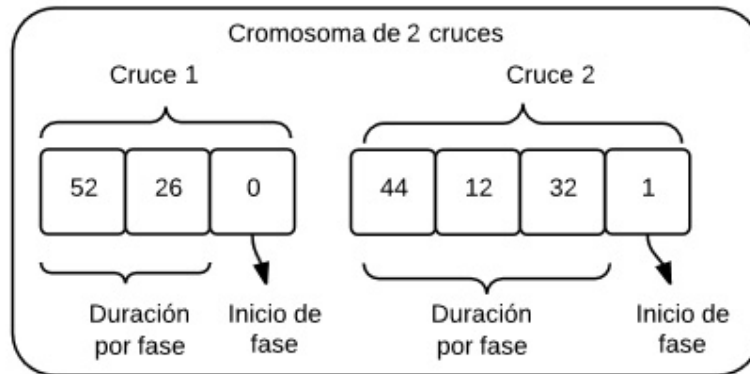 Cromosoma de 2 cruces
Cruce 1
Cruce 2
52 26 0
44 12 32 1
Duración
por fase
Inicio de
fase
Duración
por fase
Inicio de
fase